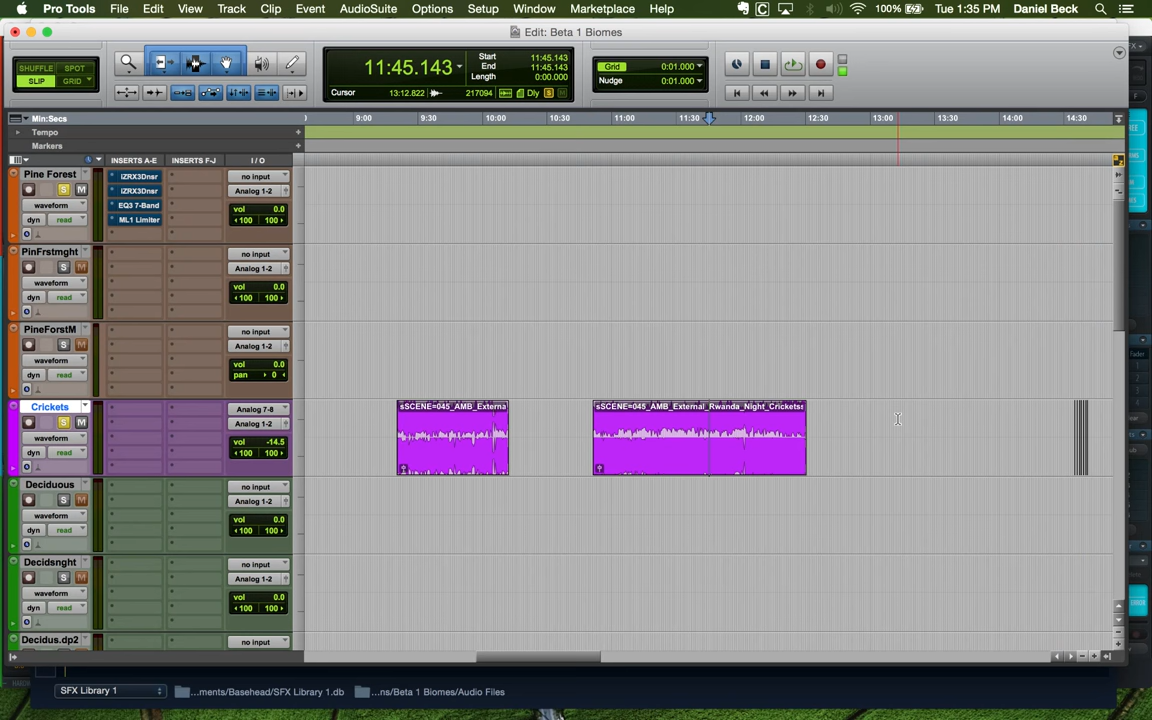 Pro Tools File Edit View Track Clip Event AudioSuite Options Setup Window Marketplace Help 100% Tue 1:35 PM Daniel Beck
Edit: Beta 1 Biomes
SHUFFLE SPOT
SLIP GRID
11:45.143
Start 11:45.143
End 11:45.143
Length 0:00.000
Cursor 13:12.822 217094 Dly S M
Grid 0:01.000
Nudge 0:01.000
Min:Secs 9:00 9:30 10:00 10:30 11:00 11:30 12:00 12:30 13:00 13:30 14:00 14:30
Tempo
Markers
INSERTS A-E INSERTS F-J I / O
Pine Forest IZRX3Dnsr no input
S M IZRX3Dnsr Analog 1-2
waveform EQ3 7-Band vol 0.0
dyn read ML1 Limiter 100 100
PinFrstmght no input
S M Analog 1-2
waveform vol 0.0
dyn read 100 100
PineForstM no input
S M Analog 1-2
waveform vol 0.0
dyn read pan 0
Crickets Analog 7-8 sSCENE=045_AMB_Externa sSCENE=045_AMB_External_Rwanda_Night_Cricketss
S M Analog 1-2
waveform vol -14.5
dyn read 100 100
Deciduous no input
S M Analog 1-2
waveform vol 0.0
dyn read 100 100
Decidsnght no input
S M Analog 1-2
waveform vol 0.0
dyn read 100 100
Decidus.dp2 no input
SFX Library 1 ...ments/Basehead/SFX Library 1.db ...ns/Beta 1 Biomes/Audio Files